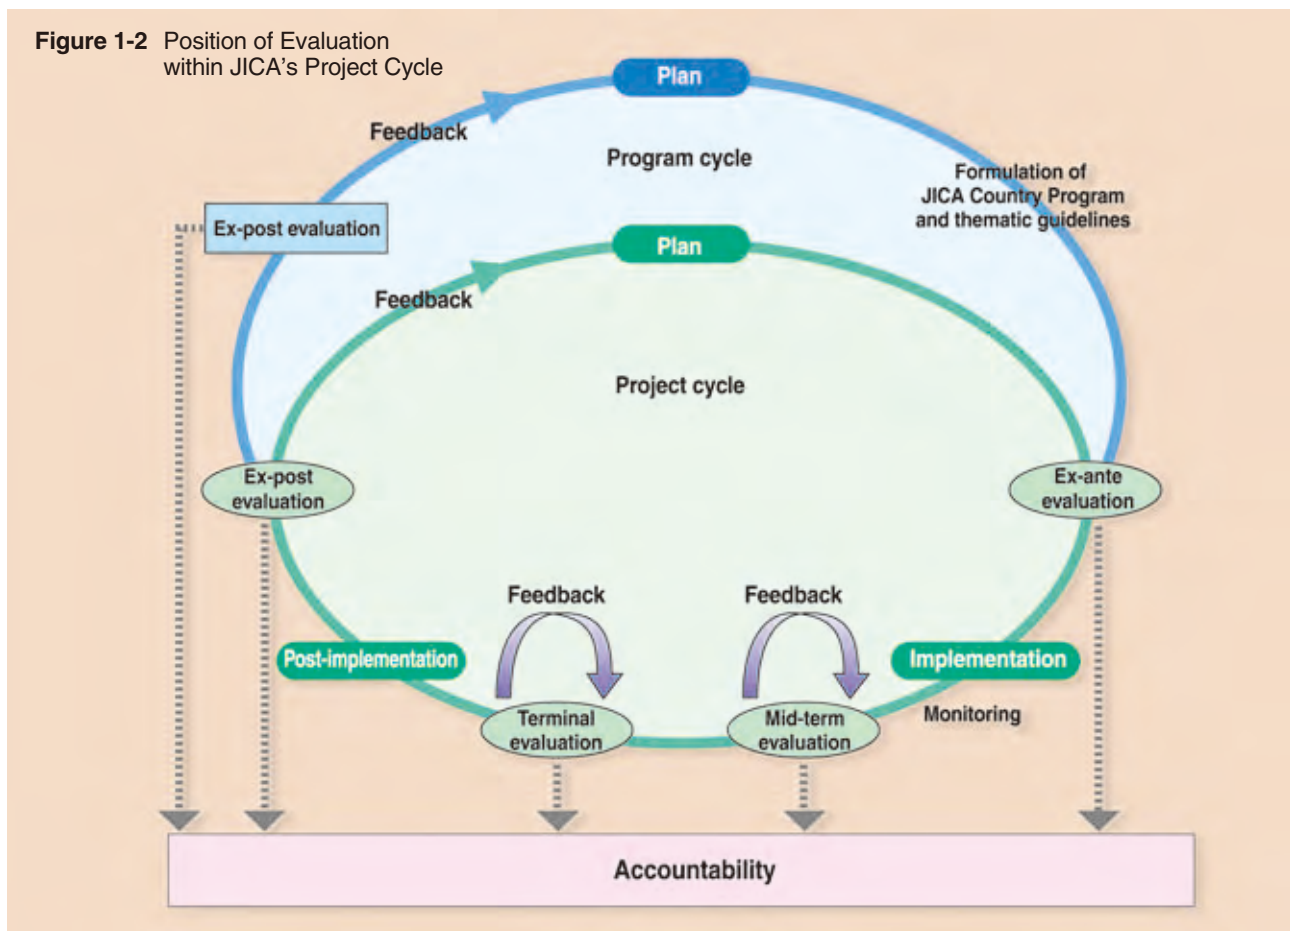 Figure 1-2 Position of Evaluation
within JICA's Project Cycle
Plan
Feedback
Program cycle
Formulation of
JICA Country Program
and thematic guidelines
Ex-post evaluation
Plan
Feedback
Project cycle
Ex-post
evaluation
Ex-ante
evaluation
Feedback
Feedback
Post-implementation
Implementation
Terminal
evaluation
Mid-term
evaluation
Monitoring
Accountability